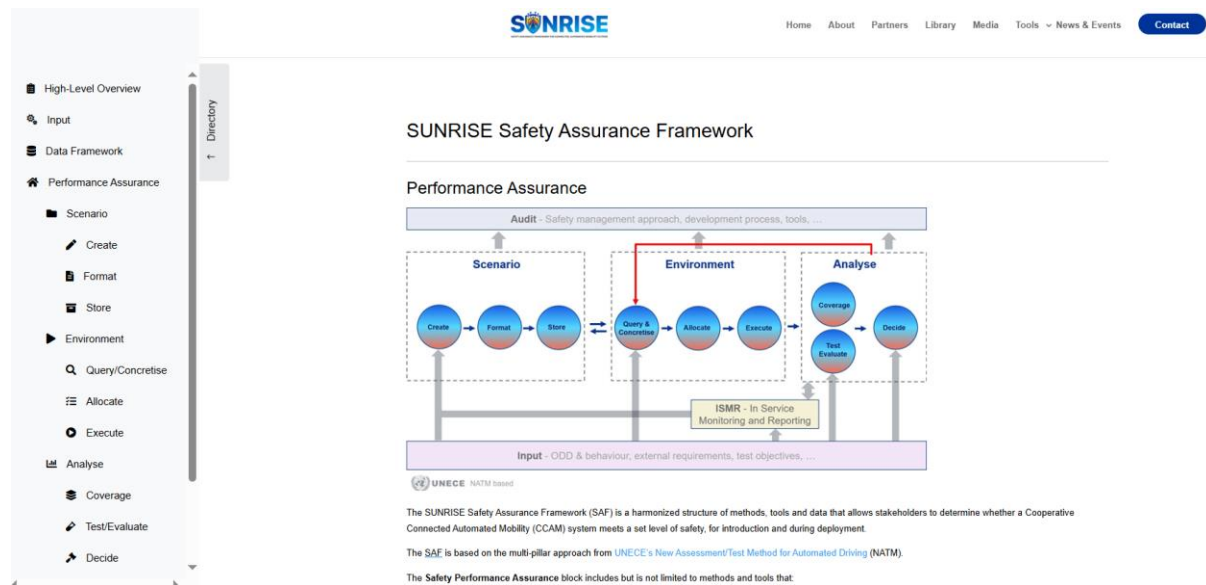 SUNRISE
Home About Partners Library Media Tools News & Events Contact
High-Level Overview
Input
Data Framework
Performance Assurance
Scenario
Create
Format
Store
Environment
Query/Concretise
Allocate
Execute
Analyse
Coverage
Test/Evaluate
Decide
Directory
SUNRISE Safety Assurance Framework
Performance Assurance
Audit - Safety management approach, development process, tools, ...
Scenario
Environment
Analyse
Create
Format
Store
Query &
Concretise
Allocate
Execute
Coverage
Test
Evaluate
Decide
ISMR - In Service
Monitoring and Reporting
Input - ODD & behaviour, external requirements, test objectives, ...
UNECE NATM based
The SUNRISE Safety Assurance Framework (SAF) is a harmonized structure of methods, tools and data that allows stakeholders to determine whether a Cooperative
Connected Automated Mobility (CCAM) system meets a set level of safety, for introduction and during deployment.
The SAF is based on the multi-pillar approach from UNECE's New Assessment/Test Method for Automated Driving (NATM).
The Safety Performance Assurance block includes but is not limited to methods and tools that: